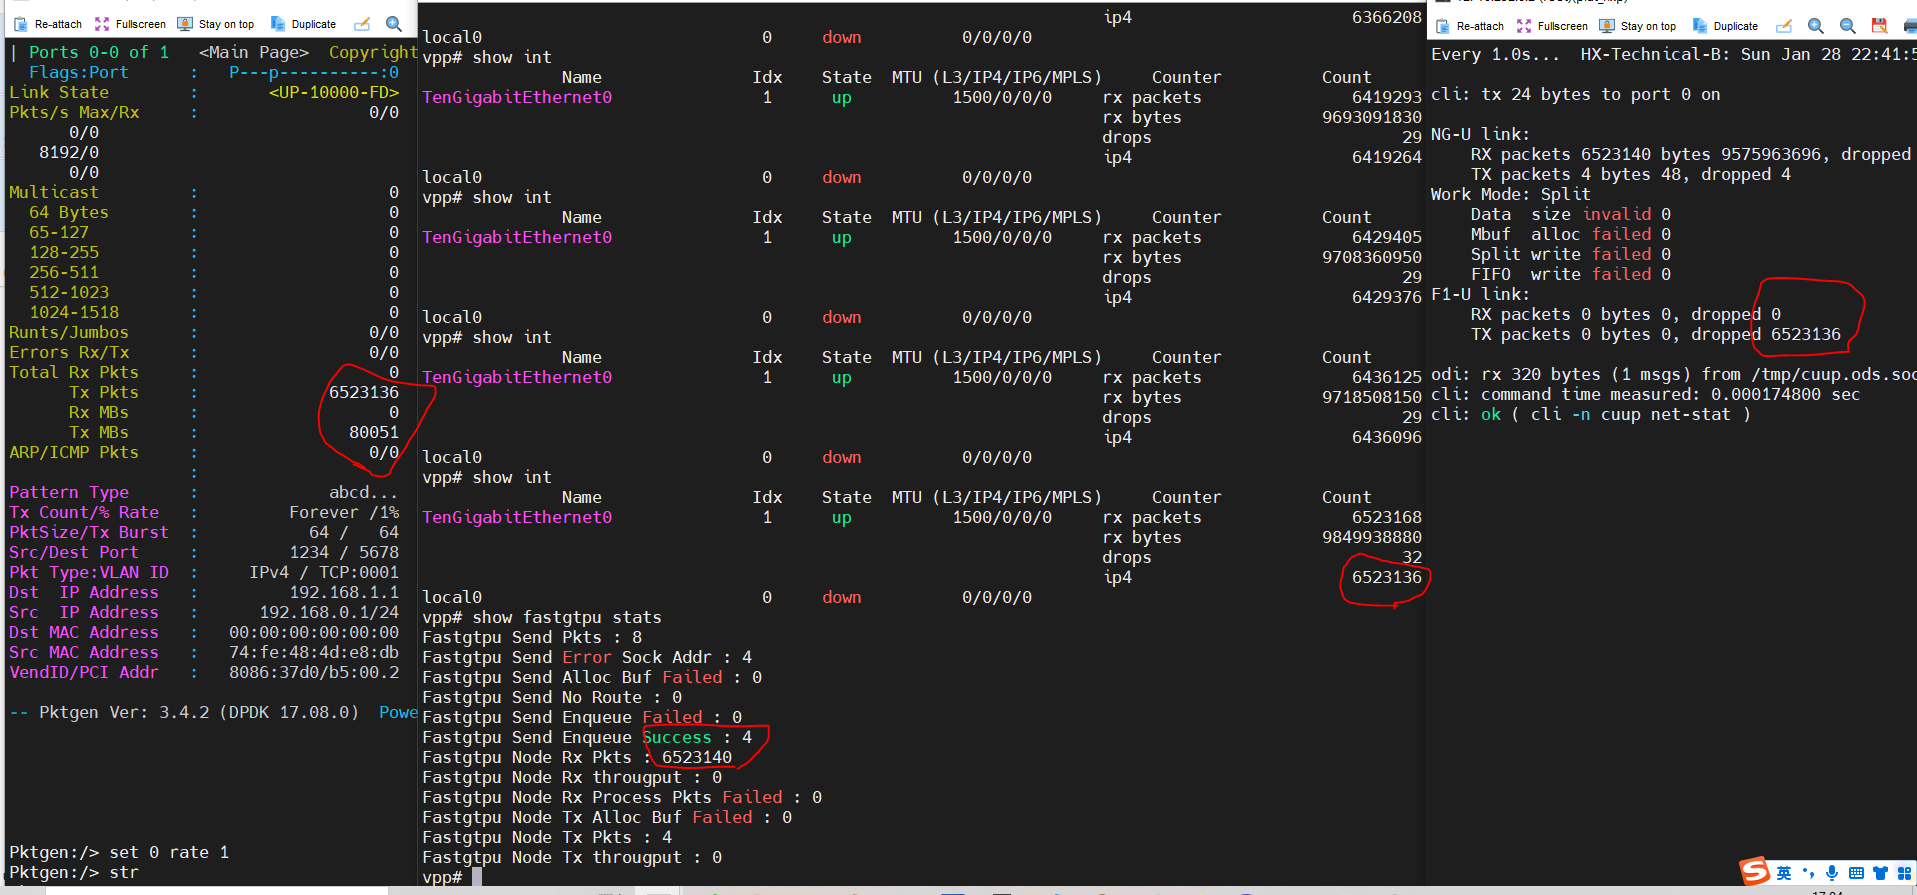 Re-attach Fullscreen Stay on top Duplicate
| Ports 0-0 of 1   <Main Page>  Copyright
  Flags:Port      :   P---p----------:0
Link State        :       <UP-10000-FD>
Pkts/s Max/Rx     :                 0/0
      0/0
   8192/0
      0/0
Multicast         :                   0
  64 Bytes        :                   0
  65-127          :                   0
  128-255         :                   0
  256-511         :                   0
  512-1023        :                   0
  1024-1518       :                   0
Runts/Jumbos      :                 0/0
Errors Rx/Tx      :                 0/0
Total Rx Pkts     :                   0
      Tx Pkts     :             6523136
      Rx MBs      :                   0
      Tx MBs      :               80051
ARP/ICMP Pkts     :                 0/0
                  :
Pattern Type      :             abcd...
Tx Count/% Rate   :         Forever /1%
PktSize/Tx Burst  :           64 /   64
Src/Dest Port     :         1234 / 5678
Pkt Type:VLAN ID  :     IPv4 / TCP:0001
Dst  IP Address   :         192.168.1.1
Src  IP Address   :      192.168.0.1/24
Dst MAC Address   :   00:00:00:00:00:00
Src MAC Address   :   74:fe:48:4d:e8:db
VendID/PCI Addr   :   8086:37d0/b5:00.2
-- Pktgen Ver: 3.4.2 (DPDK 17.08.0)  Powe
Pktgen:/> set 0 rate 1
Pktgen:/> str
ip4 6366208
local0 0 down 0/0/0/0
vpp# show int
Name Idx State MTU (L3/IP4/IP6/MPLS) Counter Count
TenGigabitEthernet0 1 up 1500/0/0/0 rx packets 6419293
rx bytes 9693091830
drops 29
ip4 6419264
local0 0 down 0/0/0/0
vpp# show int
Name Idx State MTU (L3/IP4/IP6/MPLS) Counter Count
TenGigabitEthernet0 1 up 1500/0/0/0 rx packets 6429405
rx bytes 9708360950
drops 29
ip4 6429376
local0 0 down 0/0/0/0
vpp# show int
Name Idx State MTU (L3/IP4/IP6/MPLS) Counter Count
TenGigabitEthernet0 1 up 1500/0/0/0 rx packets 6436125
rx bytes 9718508150
drops 29
ip4 6436096
local0 0 down 0/0/0/0
vpp# show int
Name Idx State MTU (L3/IP4/IP6/MPLS) Counter Count
TenGigabitEthernet0 1 up 1500/0/0/0 rx packets 6523168
rx bytes 9849938880
drops 32
ip4 6523136
local0 0 down 0/0/0/0
vpp# show fastgtpu stats
Fastgtpu Send Pkts : 8
Fastgtpu Send Error Sock Addr : 4
Fastgtpu Send Alloc Buf Failed : 0
Fastgtpu Send No Route : 0
Fastgtpu Send Enqueue Failed : 0
Fastgtpu Send Enqueue Success : 4
Fastgtpu Node Rx Pkts : 6523140
Fastgtpu Node Rx througput : 0
Fastgtpu Node Rx Process Pkts Failed : 0
Fastgtpu Node Tx Alloc Buf Failed : 0
Fastgtpu Node Tx Pkts : 4
Fastgtpu Node Tx througput : 0
vpp#
Re-attach Fullscreen Stay on top Duplicate
Every 1.0s...  HX-Technical-B: Sun Jan 28 22:41:5
cli: tx 24 bytes to port 0 on
NG-U link:
    RX packets 6523140 bytes 9575963696, dropped
    TX packets 4 bytes 48, dropped 4
Work Mode: Split
    Data  size invalid 0
    Mbuf  alloc failed 0
    Split write failed 0
    FIFO  write failed 0
F1-U link:
    RX packets 0 bytes 0, dropped 0
    TX packets 0 bytes 0, dropped 6523136
odi: rx 320 bytes (1 msgs) from /tmp/cuup.ods.soc
cli: command time measured: 0.000174800 sec
cli: ok ( cli -n cuup net-stat )
英